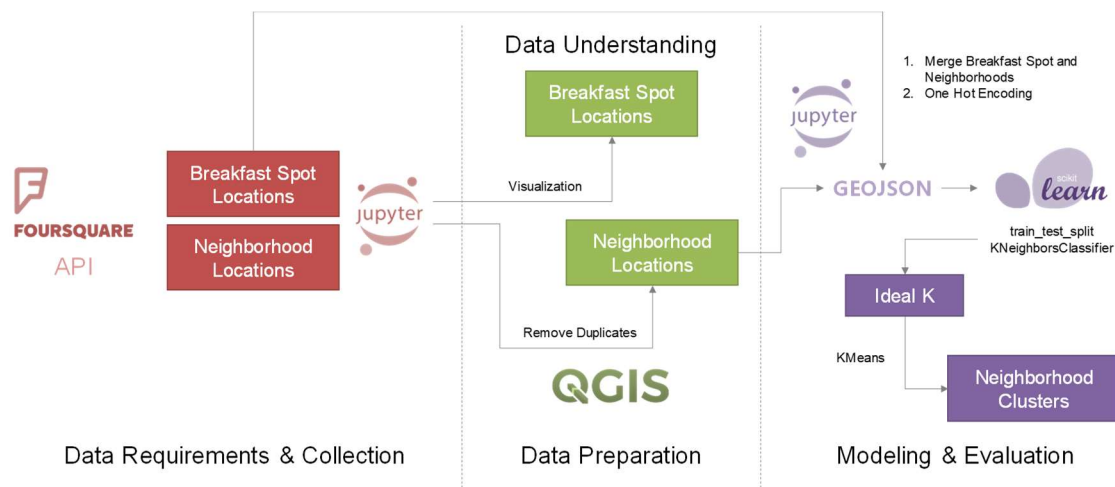 Data Understanding
1. Merge Breakfast Spot and
Neighborhoods
2. One Hot Encoding
Breakfast Spot
Locations
jupyter
Breakfast Spot
Locations
Visualization
jupyter
FOURSQUARE
API
Neighborhood
Locations
Neighborhood
Locations
GEOJSON
scikit
learn
train_test_split
KNeighborsClassifier
Ideal K
Remove Duplicates
KMeans
QGIS
Neighborhood
Clusters
Data Requirements & Collection
Data Preparation
Modeling & Evaluation